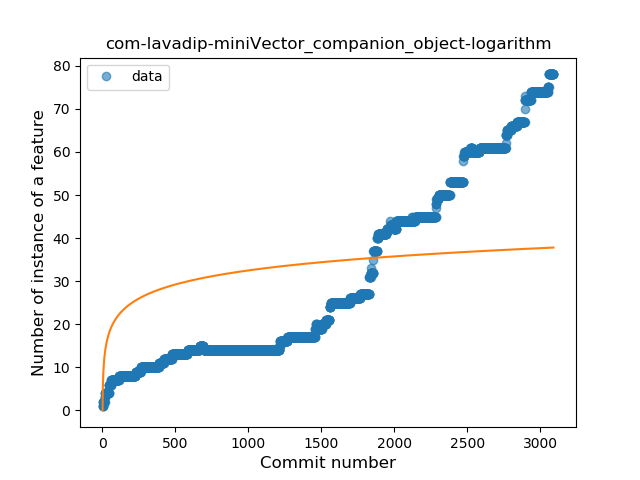 com-lavadip-miniVector_companion_object-logarithm
data
Number of instance of a feature
80
70
60
50
40
30
20
10
0
0 500 1000 1500 2000 2500 3000
Commit number